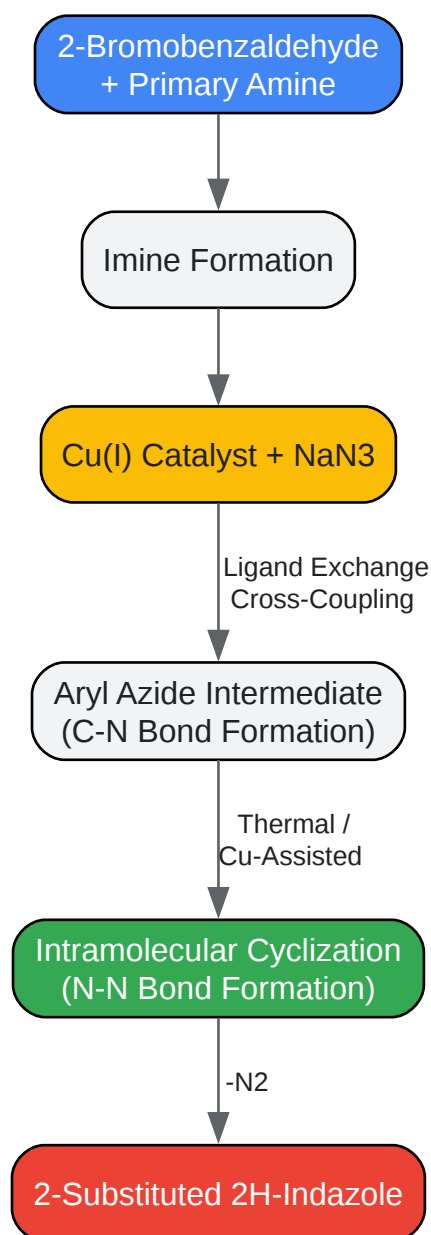 2-Bromobenzaldehyde
+ Primary Amine
Imine Formation
Cu(I) Catalyst + NaN3
Ligand Exchange
Cross-Coupling
Aryl Azide Intermediate
(C-N Bond Formation)
Thermal /
Cu-Assisted
Intramolecular Cyclization
(N-N Bond Formation)
-N2
2-Substituted 2H-Indazole